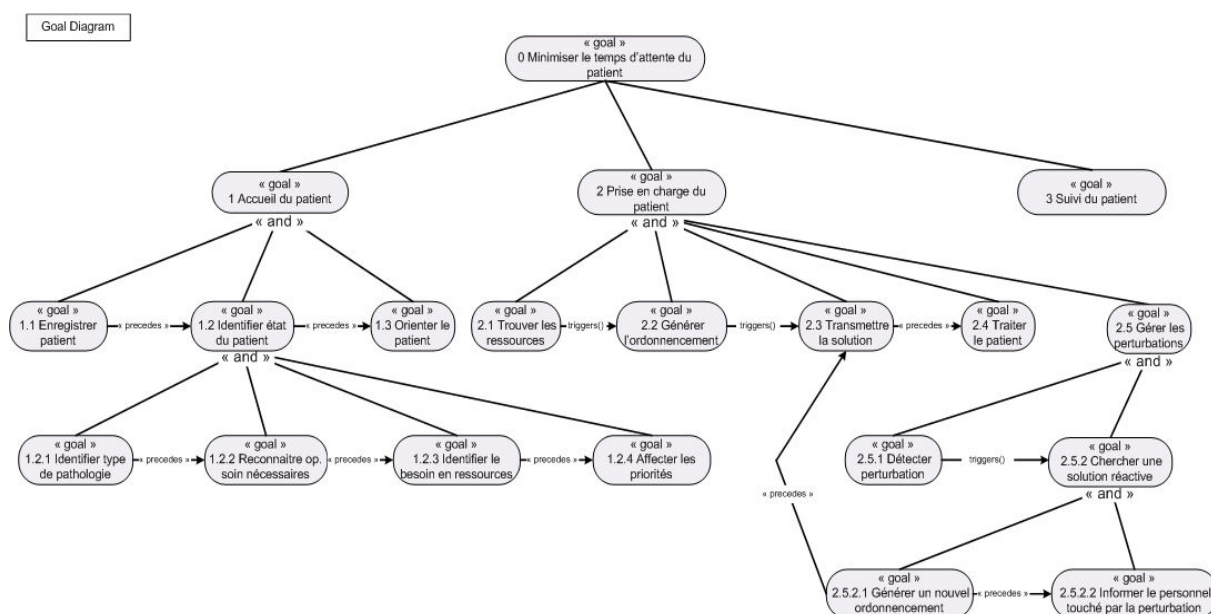 Goal Diagram
« goal »
0 Minimiser le temps d'attente du
patient
« goal »
1 Accueil du patient
« and »
« goal »
2 Prise en charge du
patient
« and »
« goal »
3 Suivi du patient
« goal »
1.1 Enregistrer
patient
« precedes »
« goal »
1.2 Identifier état
du patient
« and »
« precedes »
« goal »
1.3 Orienter le
patient
« goal »
2.1 Trouver les
ressources
triggers()
« goal »
2.2 Générer
l'ordonnencement
triggers()
« goal »
2.3 Transmettre
la solution
« precedes »
« goal »
2.4 Traiter
le patient
« goal »
2.5 Gérer les
perturbations
« and »
« goal »
1.2.1 Identifier type
de pathologie
« precedes »
« goal »
1.2.2 Reconnaitre op.
soin nécessaires
« precedes »
« goal »
1.2.3 Identifier le
besoin en ressources
« precedes »
« goal »
1.2.4 Affecter les
priorités
« goal »
2.5.1 Détecter
perturbation
triggers()
« goal »
2.5.2 Chercher une
solution réactive
« and »
« precedes »
« goal »
2.5.2.1 Générer un nouvel
ordonnencement
« precedes »
« goal »
2.5.2.2 Informer le personnel
touché par la perturbation